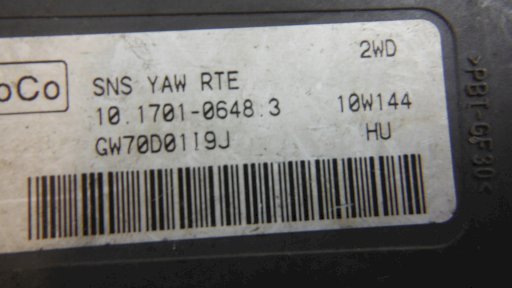 oCo
2WD
SNS YAW RTE
10.1701-0648.3 10W144
GW70D0119J HU
>PBT-GF30<